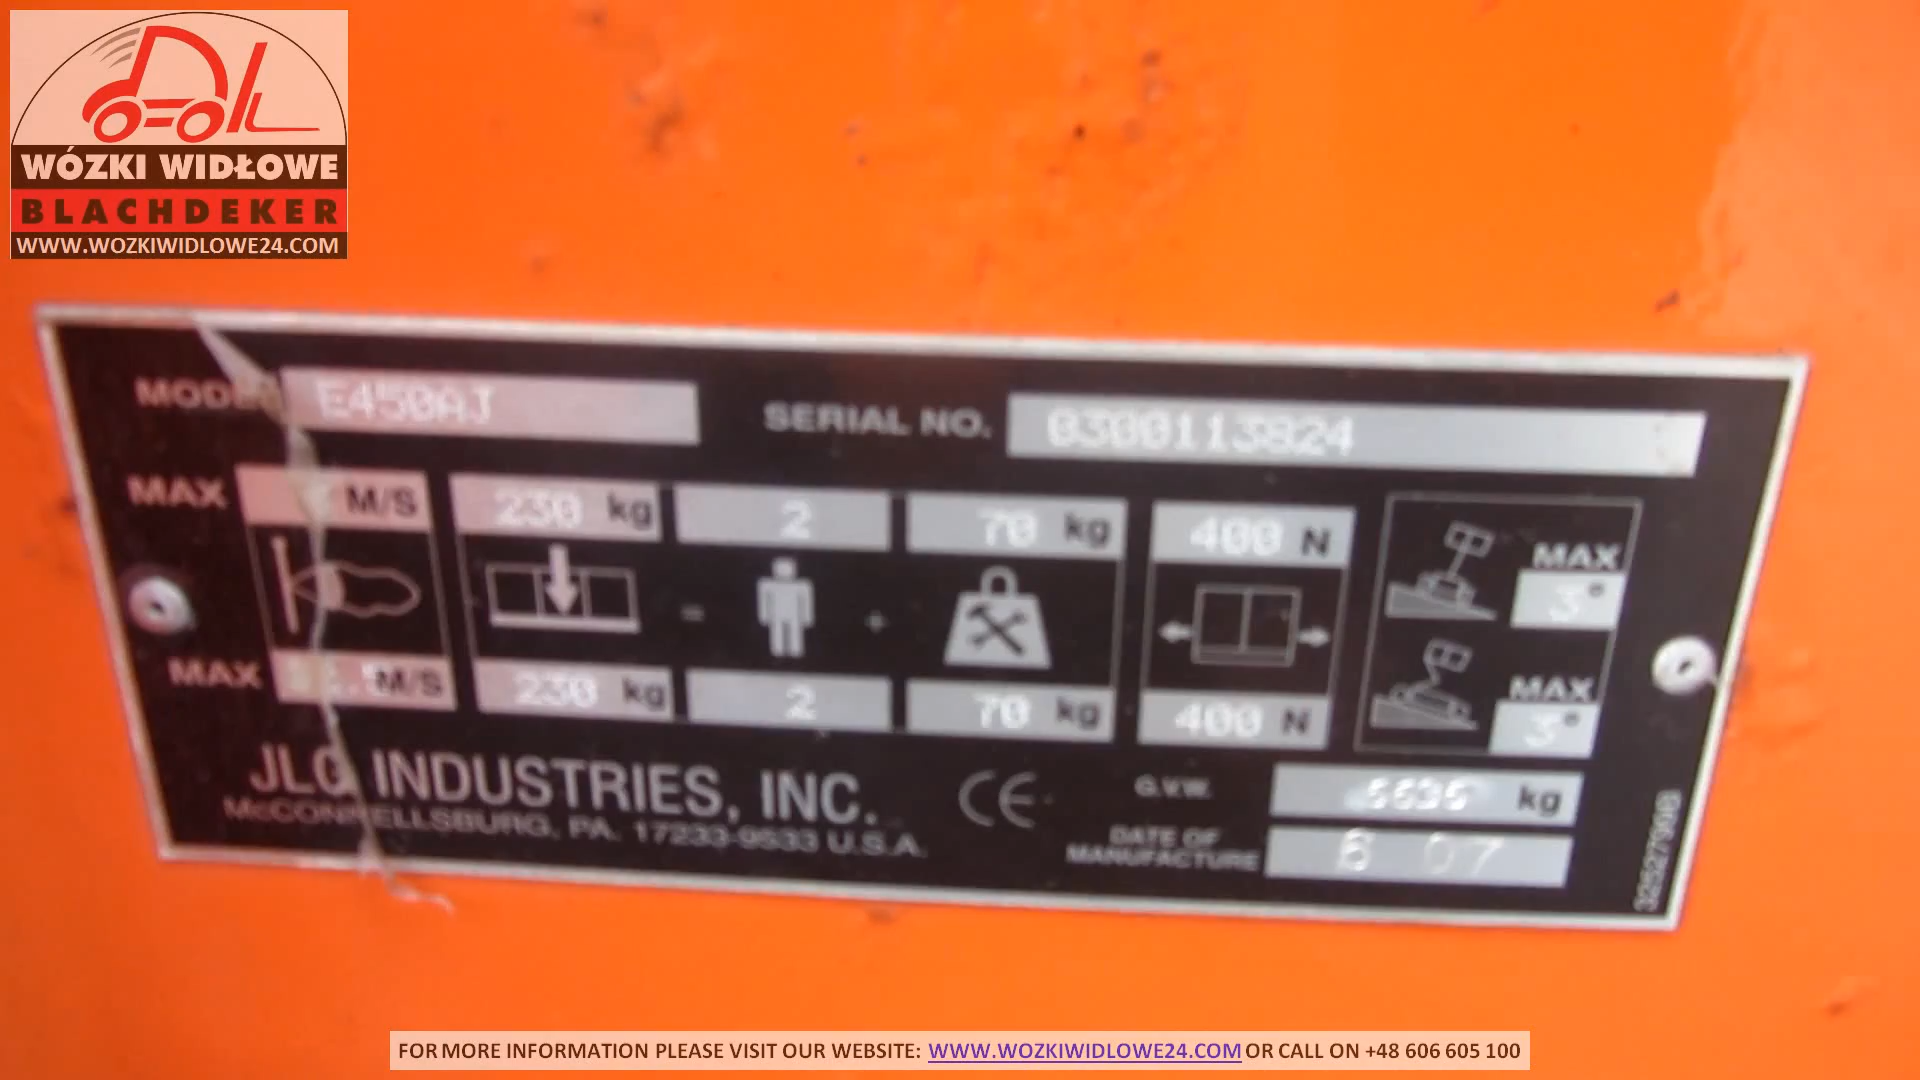 WÓZKI WIDŁOWE
BLACHDEKER
WWW.WOZKIWIDLOWE24.COM
MODEL E450AJ SERIAL NO. 0300113824
MAX M/S 230 kg 2 70 kg 400 N
MAX 3°
= +
MAX M/S 230 kg 2 70 kg 400 N
MAX 3°
JLG INDUSTRIES, INC.
McCONNELLSBURG, PA. 17233-9533 U.S.A.
CE
G.V.W. kg
DATE OF MANUFACTURE 6 07
FOR MORE INFORMATION PLEASE VISIT OUR WEBSITE: WWW.WOZKIWIDLOWE24.COM OR CALL ON +48 606 605 100